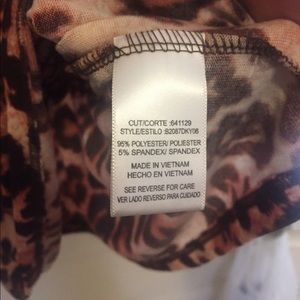 CUT/CORTE :641129
STYLE/ESTILO :S2087DKY06
95% POLYESTER/ POLIESTER
5% SPANDEX/ SPANDEX
MADE IN VIETNAM
HECHO EN VIETNAM
SEE REVERSE FOR CARE
VER LADO REVERSO PARA CUIDADO